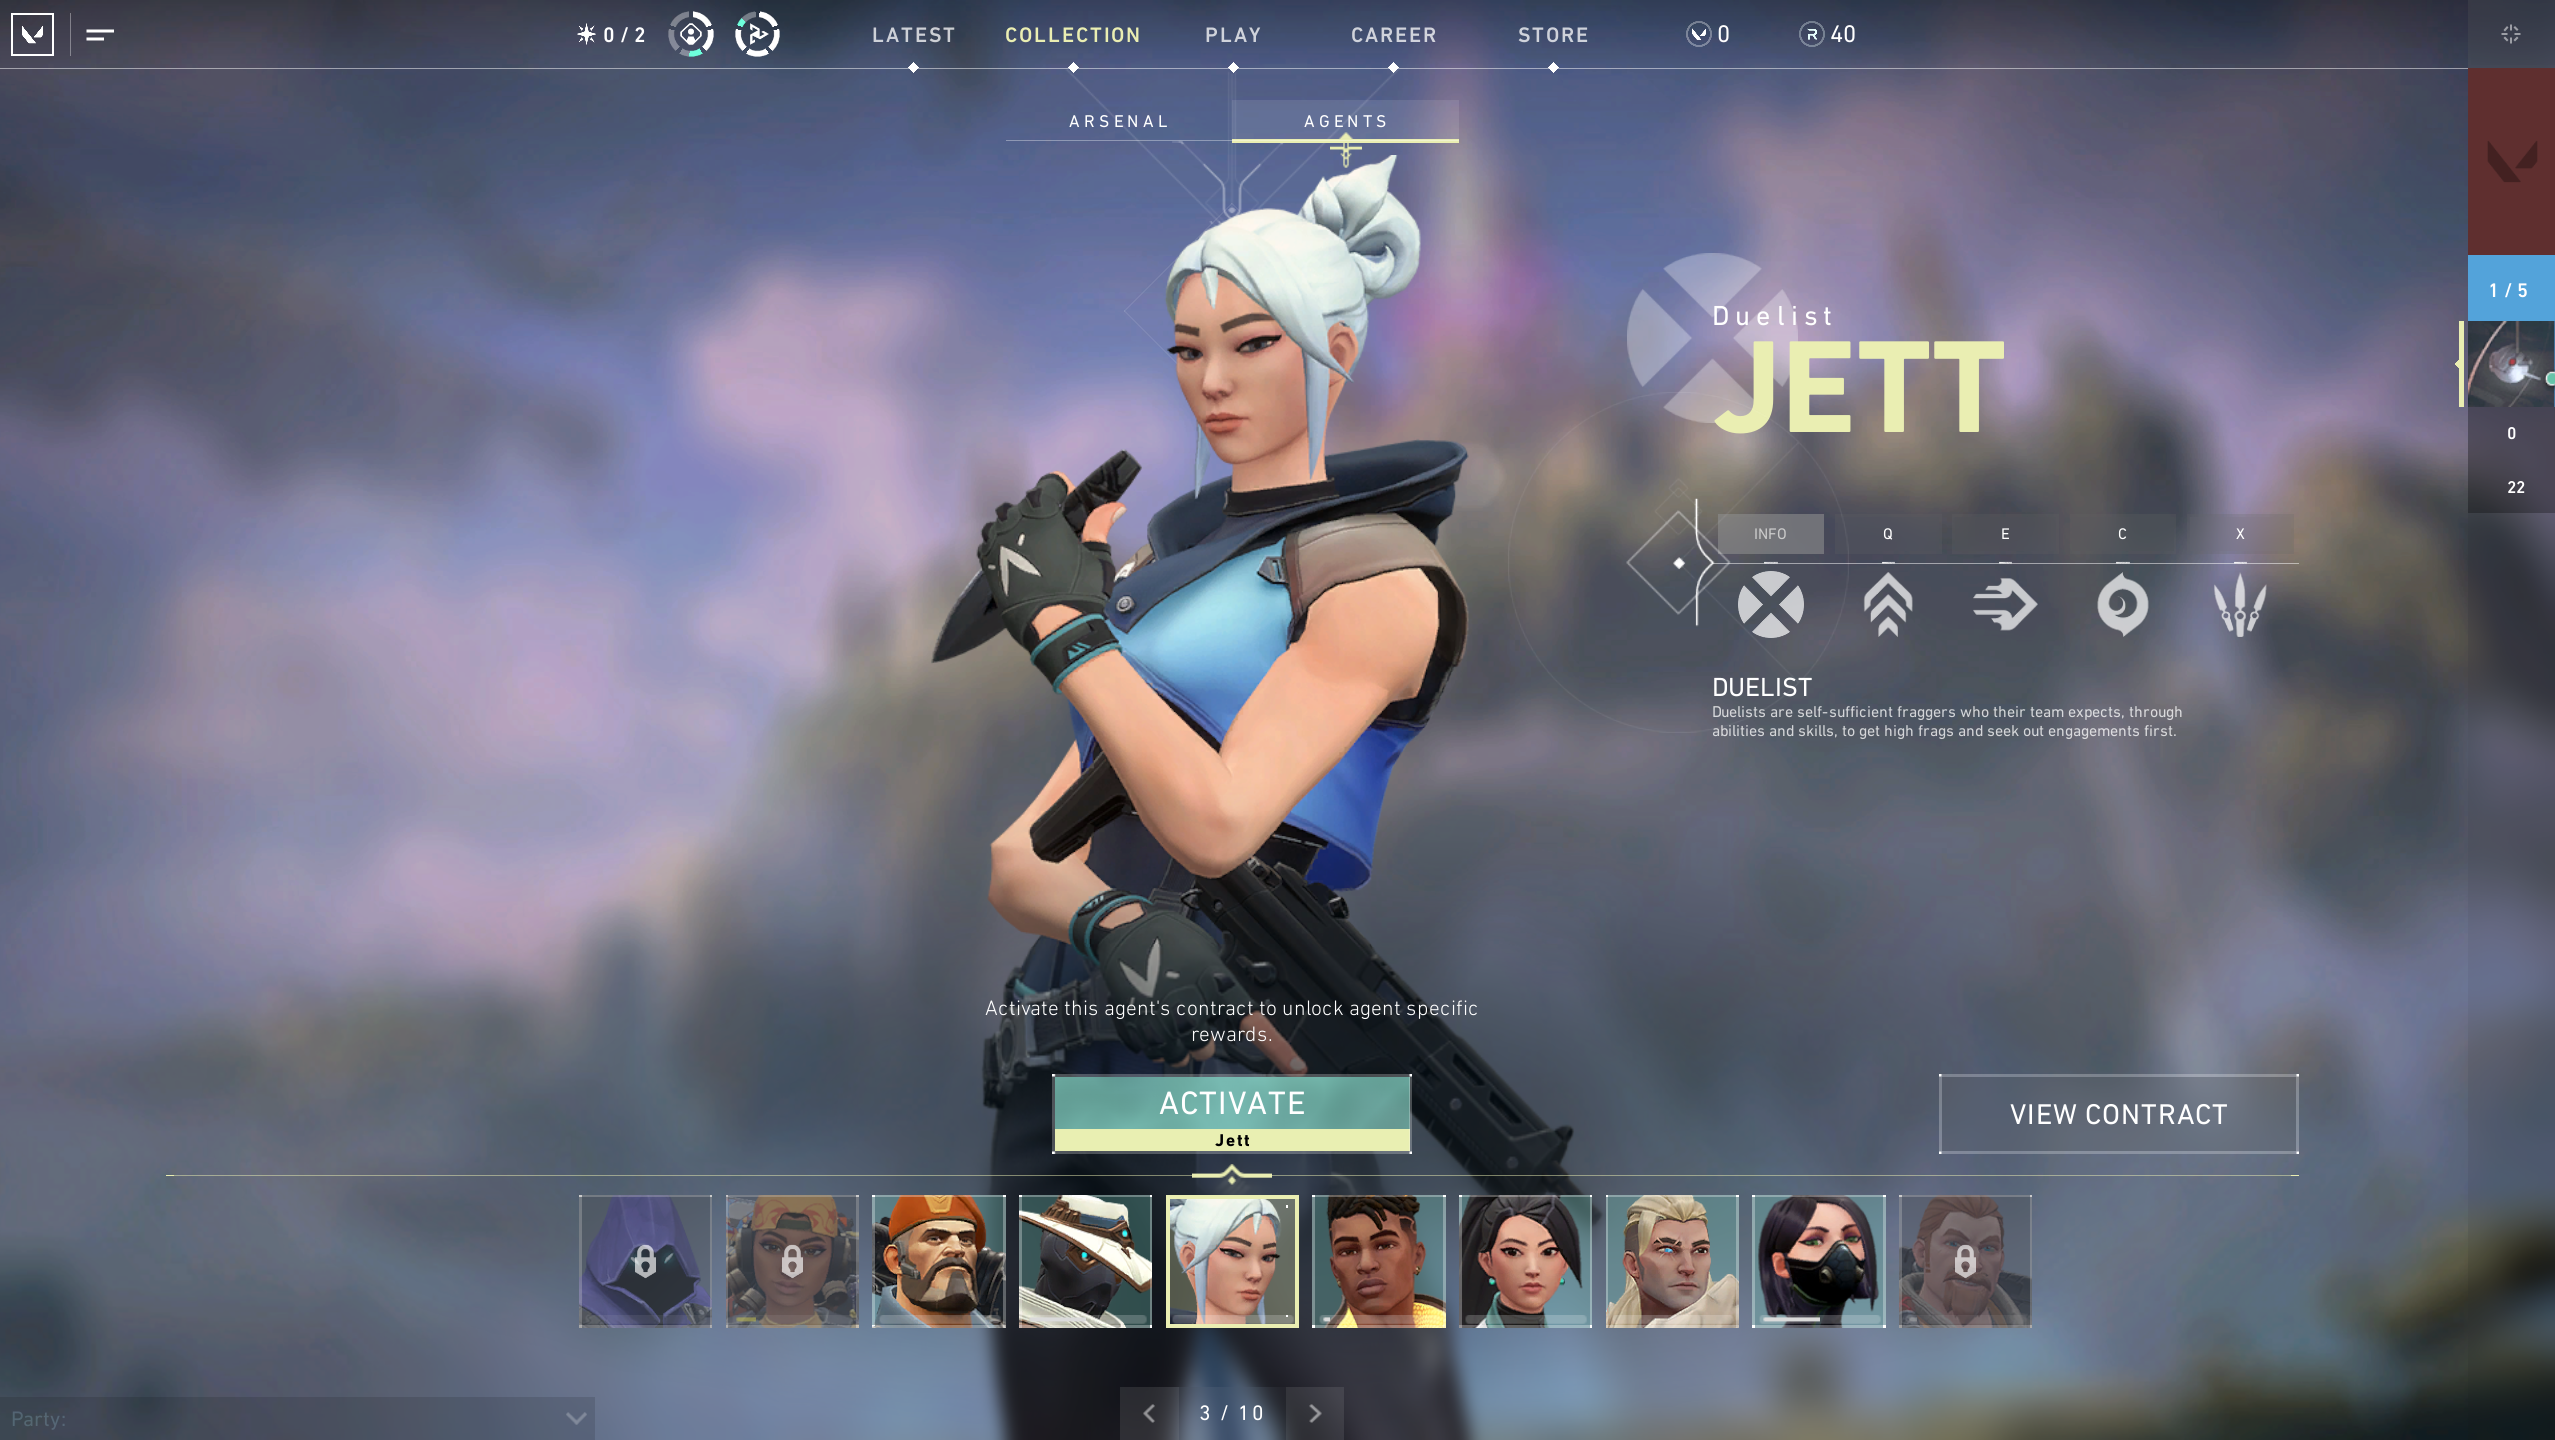 0 / 2
LATEST
COLLECTION
PLAY
CAREER
STORE
0
R 40
ARSENAL
AGENTS
1 / 5
0
22
Duelist
JETT
INFO
Q
E
C
X
DUELIST
Duelists are self-sufficient fraggers who their team expects, through
abilities and skills, to get high frags and seek out engagements first.
Activate this agent's contract to unlock agent specific
rewards.
ACTIVATE
Jett
VIEW CONTRACT
Party:
3 / 10